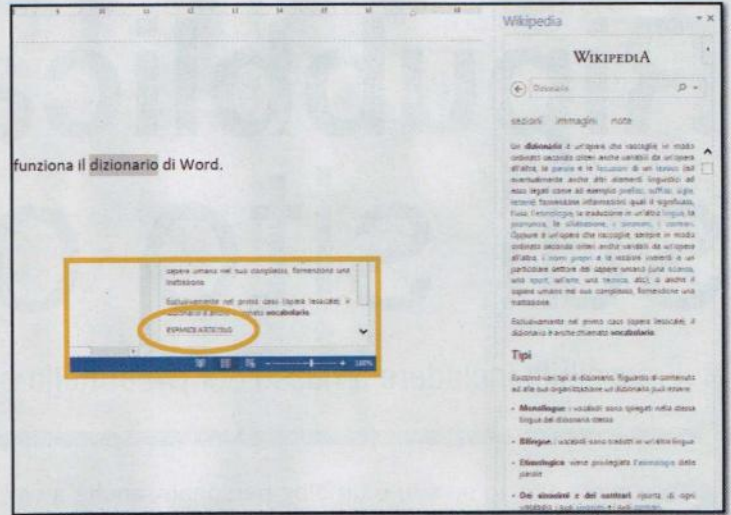 Wikipedia
WIKIPEDIA
Dizionario
sezioni immagini note
funziona il dizionario di Word.
Un dizionario è un'opera che raccoglie, in modo
ordinato secondo criteri anche variabili da un'opera
all'altra, le parole e le locuzioni di un lessico (ed
eventualmente anche altri elementi linguistici ad
essi legati come ad esempio prefissi, suffissi, sigle,
lettere) fornendone informazioni quali il significato,
l'uso, l'etimologia, la traduzione in un'altra lingua, la
pronuncia, la sillabazione, i sinonimi, i contrari.
Oppure è un'opera che raccoglie, sempre in modo
ordinato secondo criteri anche variabili da un'opera
all'altra, i nomi propri e le nozioni inerenti a un
particolare settore del sapere umano (una scienza,
uno sport, un'arte, una tecnica, etc), o anche il
sapere umano nel suo complesso, fornendone una
trattazione.
Esclusivamente nel primo caso (opera lessicale), il
dizionario è anche chiamato vocabolario.
Tipi
Esistono vari tipi di dizionario. Riguardo al contenuto
ed alla sua organizzazione un dizionario può essere:
• Monolingue: i vocaboli sono spiegati nella stessa
lingua del dizionario stesso
• Bilingue: i vocaboli sono tradotti in un'altra lingua
• Etimologico: viene privilegiata l'etimologia delle
parole
• Dei sinonimi e dei contrari: riporta di ogni
vocabolo i suoi sinonimi e i suoi contrari.
sapere umano nel suo complesso, fornendone una
trattazione.
Esclusivamente nel primo caso (opera lessicale), il
dizionario è anche chiamato vocabolario.
ESPANDI ARTICOLO
100%